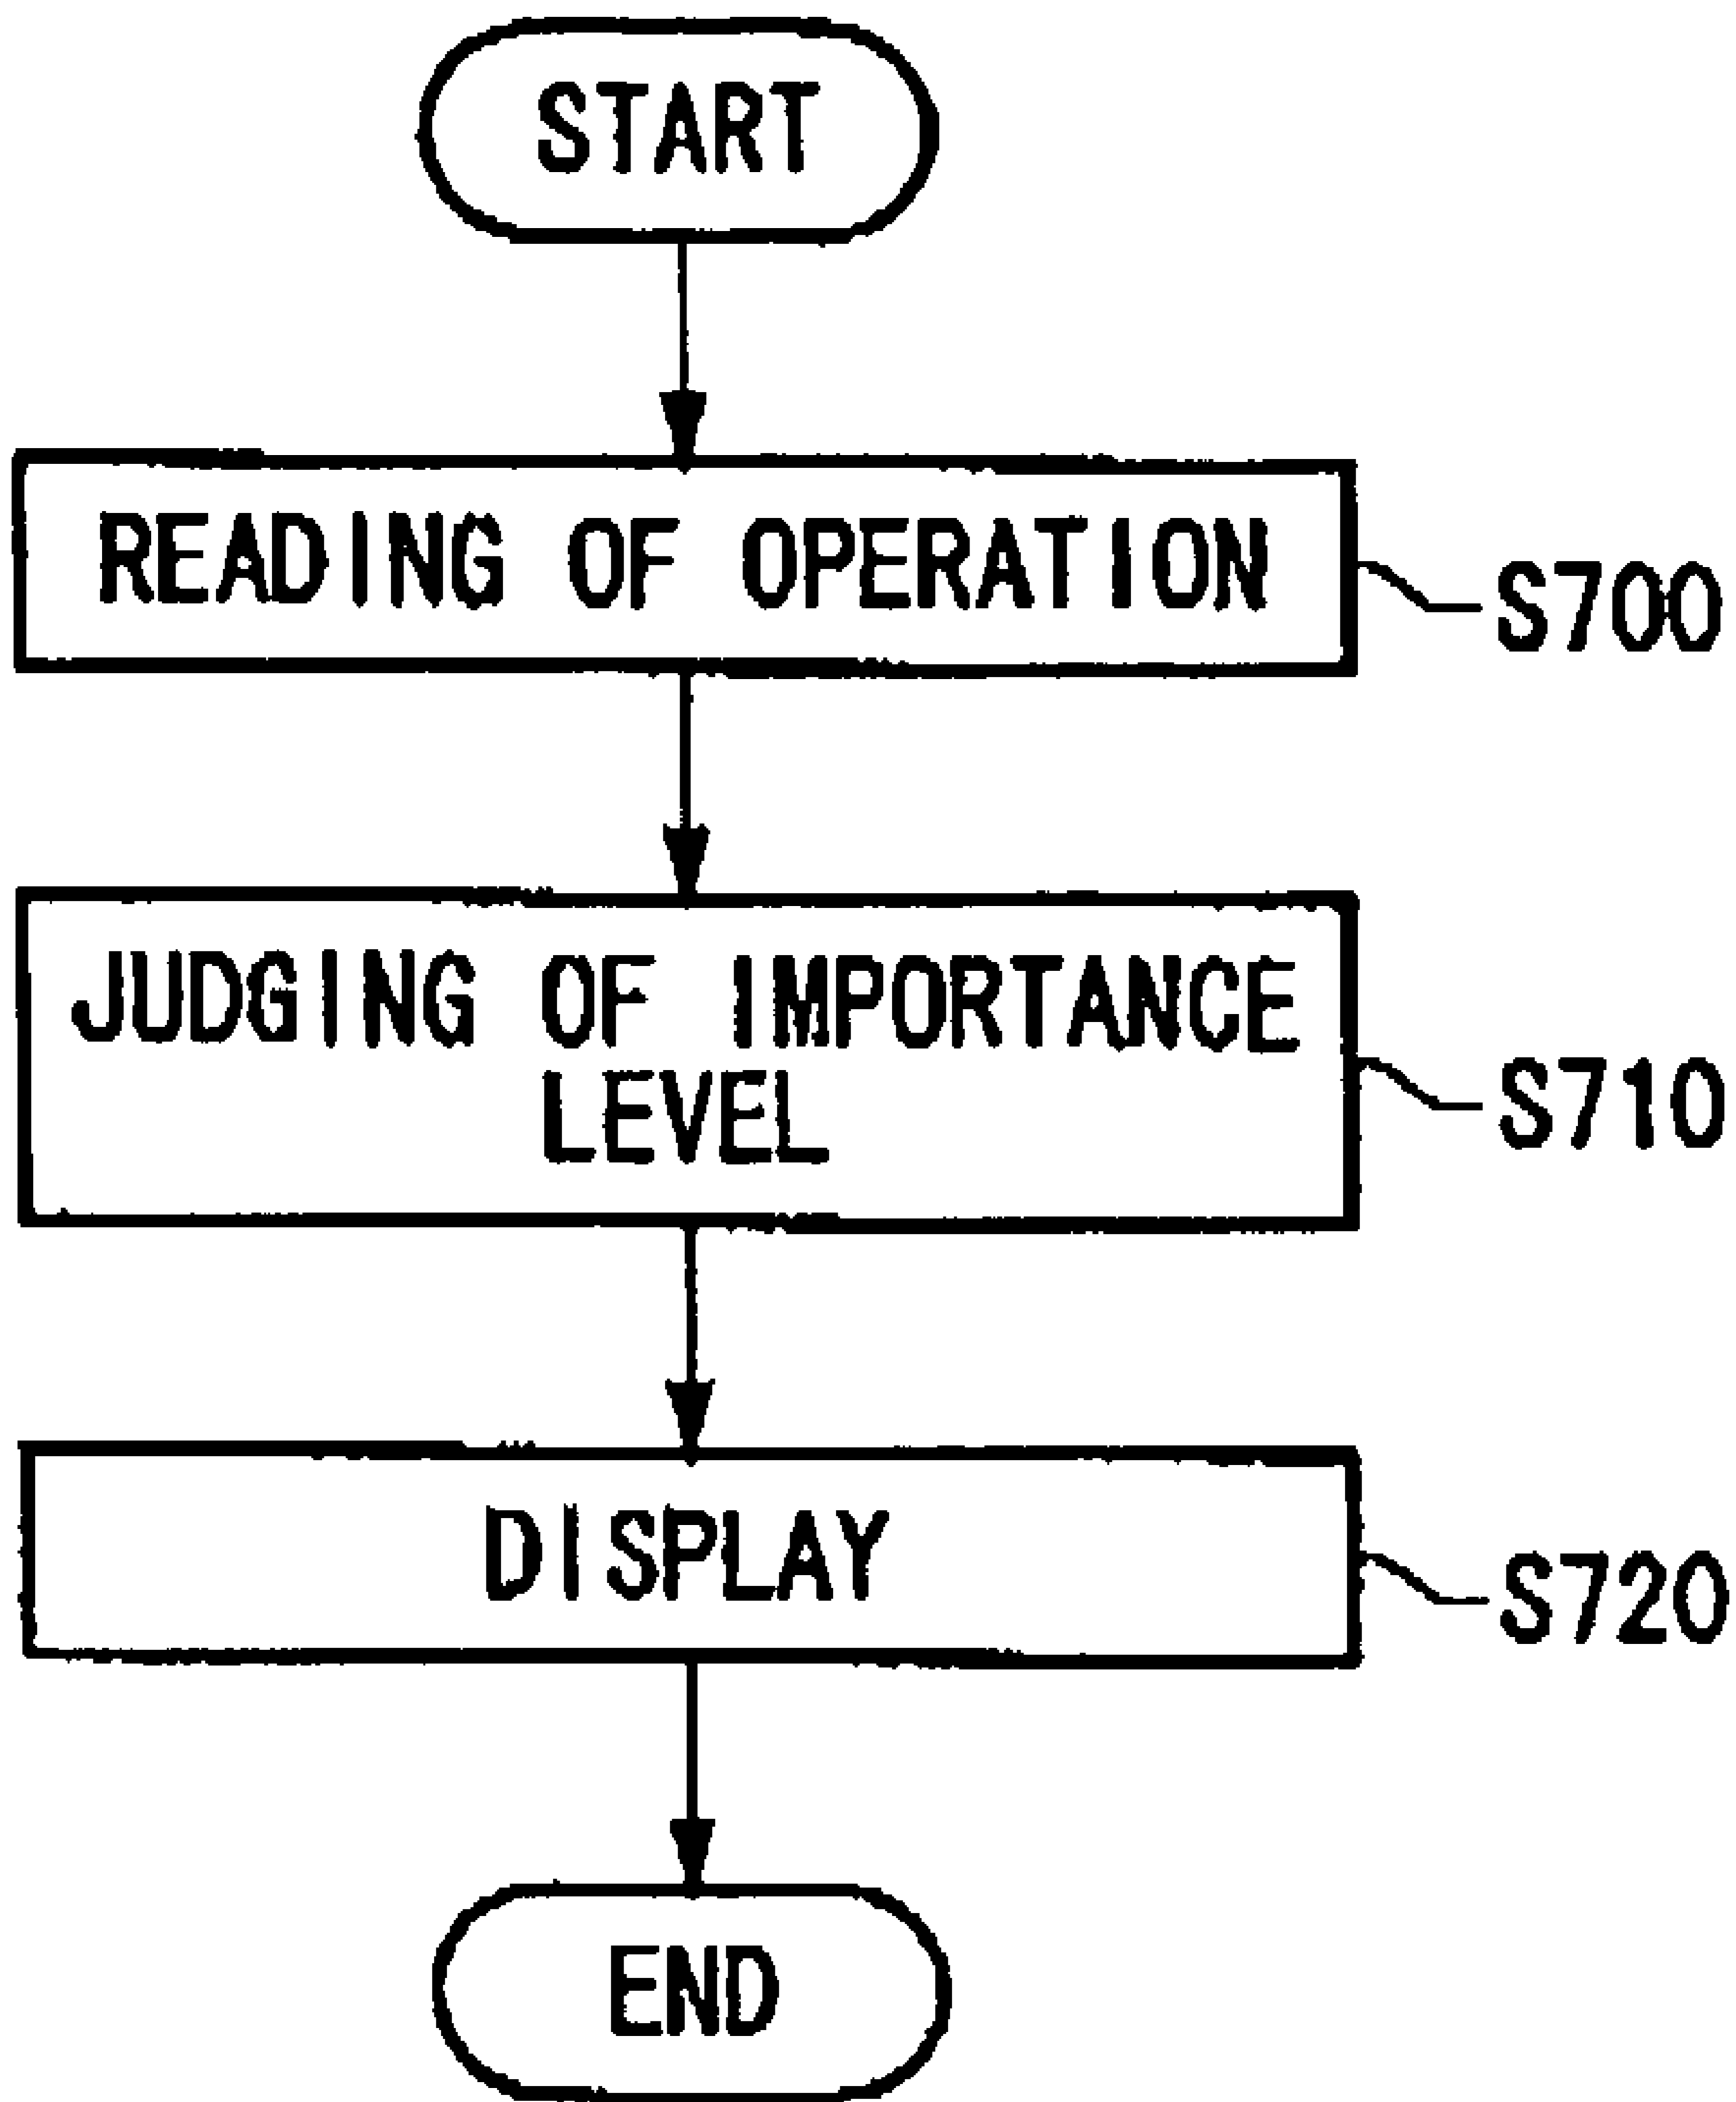 START
READING OF OPERATION
S700
JUDGING OF IMPORTANCE
LEVEL
S710
DISPLAY
S720
END